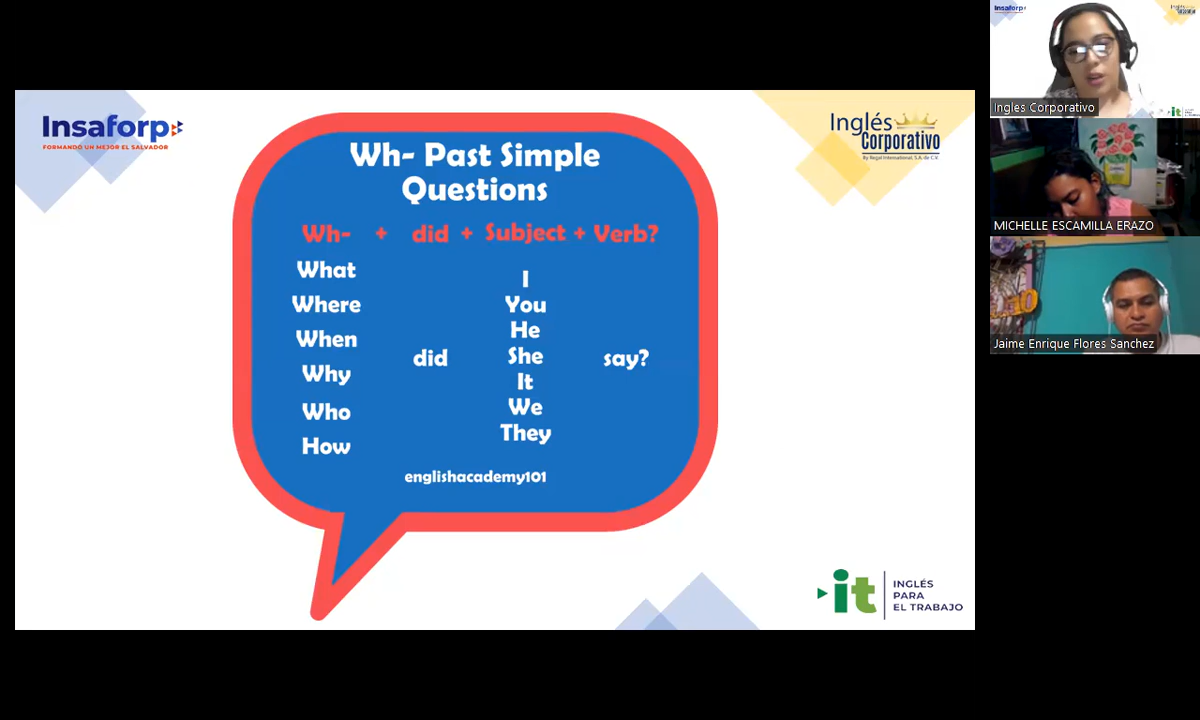 Insaforp
FORMANDO UN MEJOR EL SALVADOR
Inglés
Corporativo
By Regal International, S.A. de C.V.
Wh- Past Simple
Questions
Wh- + did + Subject + Verb?
What
Where
When
Why
Who
How
did
I
You
He
She
It
We
They
say?
englishacademy101
it
INGLÉS
PARA
EL TRABAJO
Insaforp
Ingles Corporativo
it
MICHELLE ESCAMILLA ERAZO
Jaime Enrique Flores Sanchez